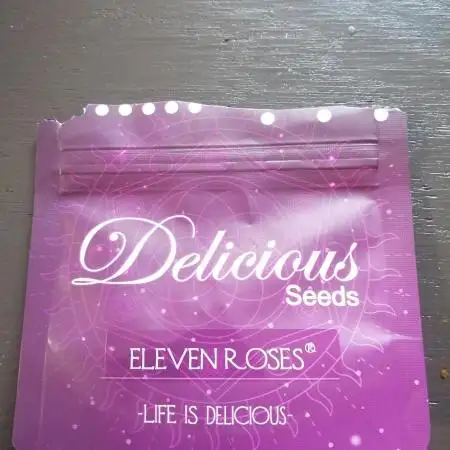 Delicious
Seeds
ELEVEN ROSES®
-LIFE IS DELICIOUS-